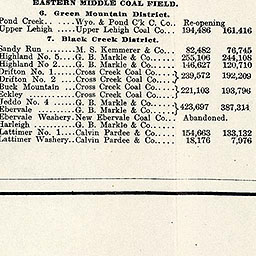 EASTERN MIDDLE COAL FIELD.
6. Green Mountain District.
Pond Creek.... Wyo. & Pond C'k C. Co.. Re-opening
Upper Lehigh .... Upper Lehigh Coal Co..... 194,486 161,416
7. Black Creek District.
Sandy Run ........ M. S. Kemmerer & Co... 82,482 76,745
Highland No. 5.... G. B. Markle & Co..... 255,106 244,108
Highland No 2.... G. B. Markle & Co..... 146,627 120,710
Drifton No. 1.... Cross Creek Coal Co....
Drifton No. 2 .... Cross Creek Coal Co.... } 239,572 192,209
Buck Mountain .. Cross Creek Coal Co....
Eckley .......... Cross Creek Coal Co.... } 221,103 193,796
Jeddo No. 4 ...... G. B. Markle & Co.....
Ebervale ........ G. B. Markle & Co..... } 423,697 387,314
Ebervale Washery. New Ebervale Coal Co.. Abandoned.
Harleigh ........ G. B. Markle & Co.....
Lattimer No. 1... Calvin Pardee & Co.... 154,663 133,132
Lattimer Washery.. Calvin Pardee & Co.... 18,176 7,976